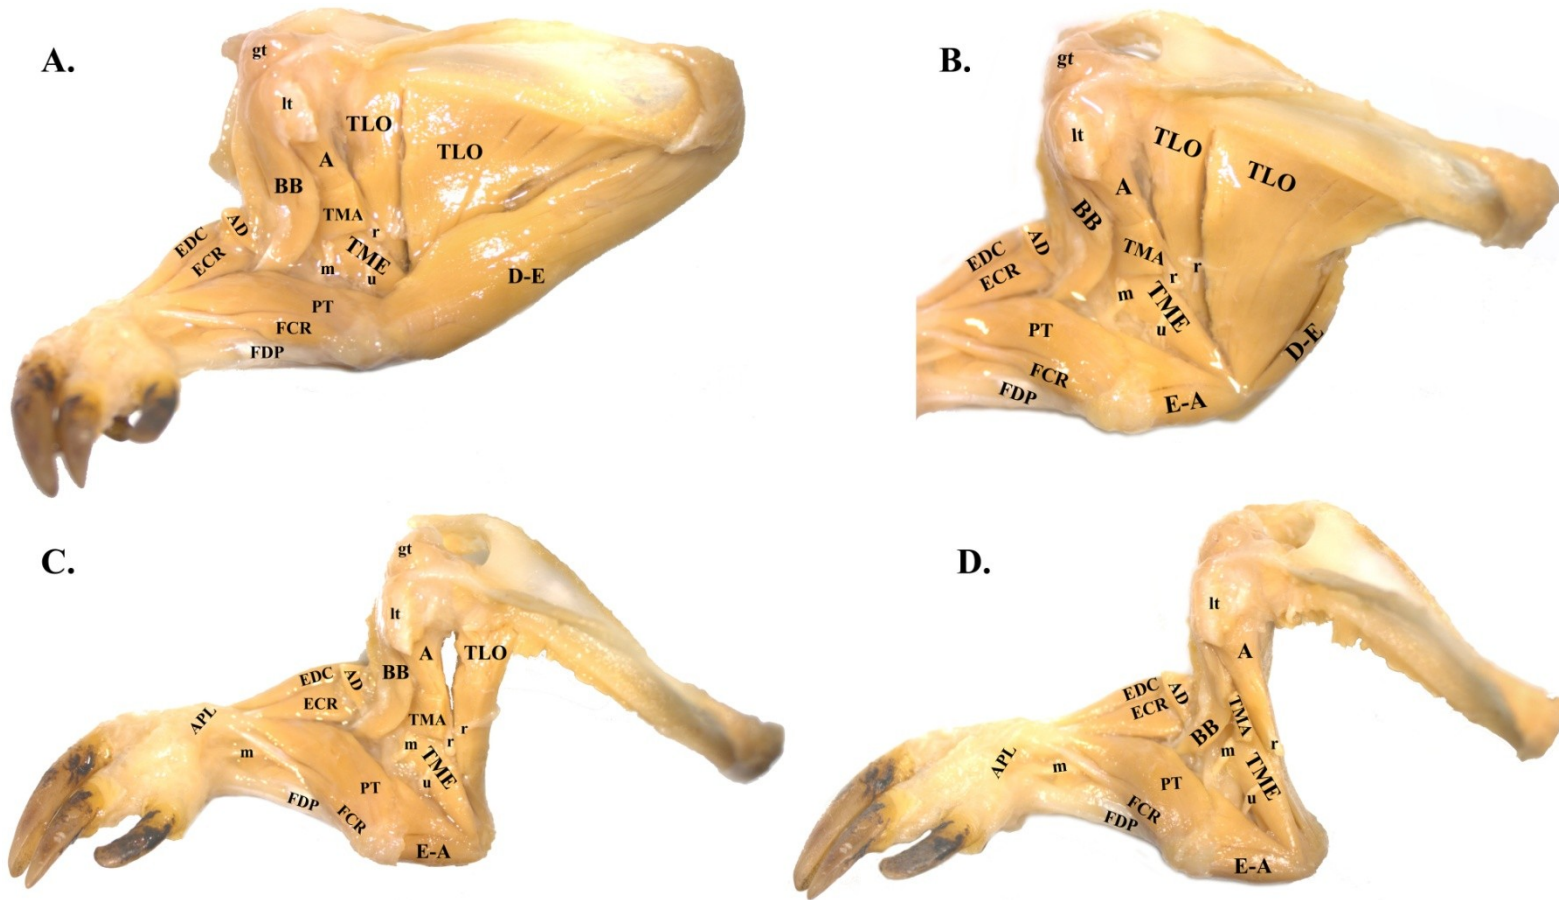 A.
gt
lt
TLO
TLO
A
BB
TMA
AD
r
EDC
ECR
TME
m
u
D-E
PT
FCR
FDP
B.
gt
lt
TLO
TLO
A
BB
AD
EDC
TMA
ECR
r
r
m
TME
u
PT
D-E
FCR
FDP
E-A
C.
gt
lt
A
TLO
BB
EDC
AD
ECR
APL
TMA
r
m
r
m
TME
u
PT
FDP
FCR
E-A
D.
lt
A
EDC
AD
ECR
TMA
BB
r
m
APL
m
TME
PT
u
FCR
FDP
E-A